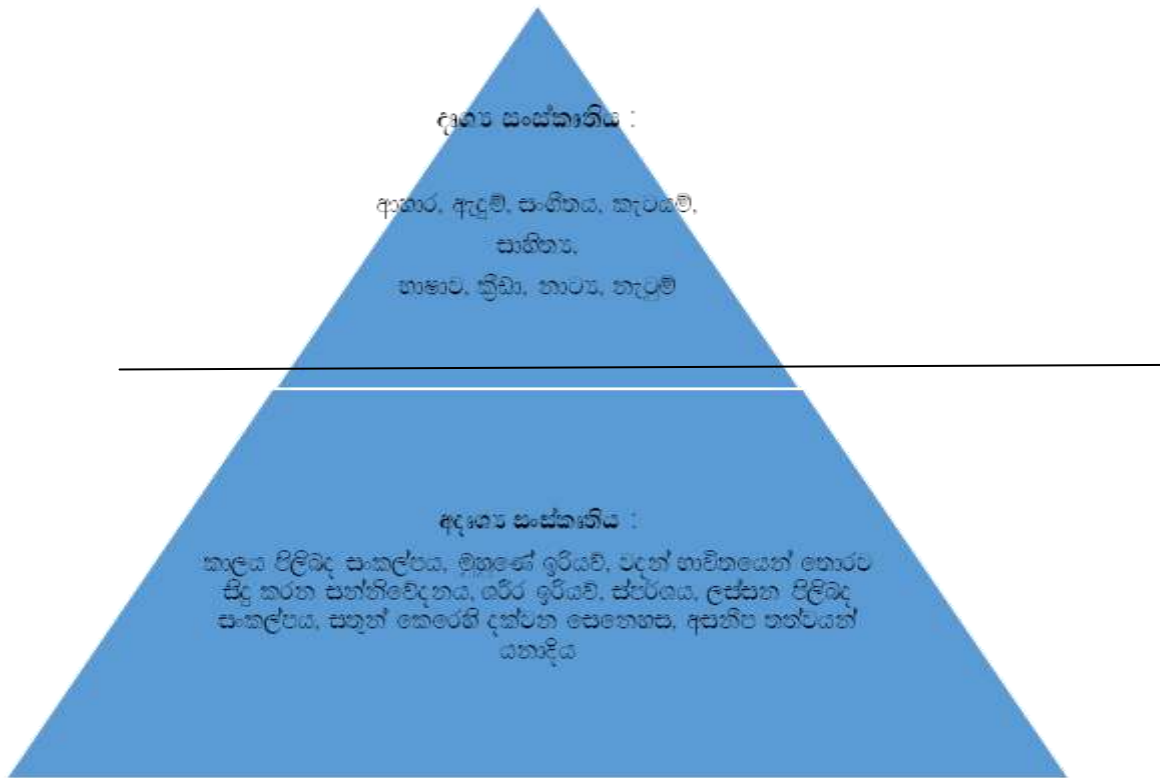 දෘශ්‍ය සංස්කෘතිය :
ආහාර, ඇඳුම්, සංගීතය, කැටයම්,
සාහිත්‍ය,
භාෂාව, ක්‍රීඩා, නාට්‍ය, නැටුම්
අදෘශ්‍ය සංස්කෘතිය :
කාලය පිලිබඳ සංකල්පය, මුහුණේ ඉරියව්, වදන් භාවිතයෙන් තොරව
සිදු කරන සන්නිවේදනය, ශරීර ඉරියව්, ස්පර්ශය, ලස්සන පිලිබඳ
සංකල්පය, සතුන් කෙරෙහි දක්වන සෙනෙහස, අසනීප තත්වයන්
යනාදිය